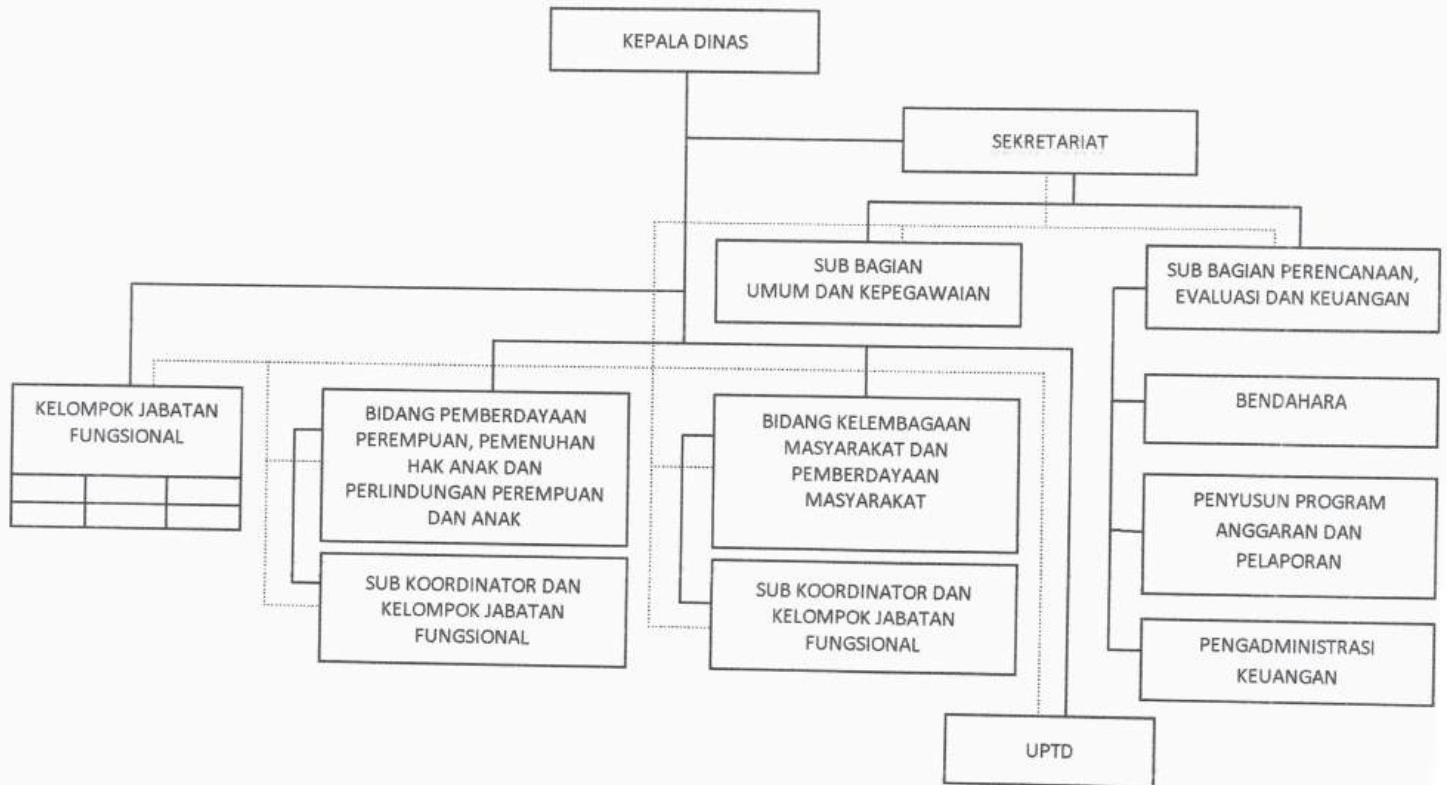 KEPALA DINAS
SEKRETARIAT
SUB BAGIAN
UMUM DAN KEPEGAWAIAN
SUB BAGIAN PERENCANAAN,
EVALUASI DAN KEUANGAN
KELOMPOK JABATAN
FUNGSIONAL
BIDANG PEMBERDAYAAN
PEREMPUAN, PEMENUHAN
HAK ANAK DAN
PERLINDUNGAN PEREMPUAN
DAN ANAK
BIDANG KELEMBAGAAN
MASYARAKAT DAN
PEMBERDAYAAN
MASYARAKAT
BENDAHARA
PENYUSUN PROGRAM
ANGGARAN DAN
PELAPORAN
SUB KOORDINATOR DAN
KELOMPOK JABATAN
FUNGSIONAL
SUB KOORDINATOR DAN
KELOMPOK JABATAN
FUNGSIONAL
PENGADMINISTRASI
KEUANGAN
UPTD